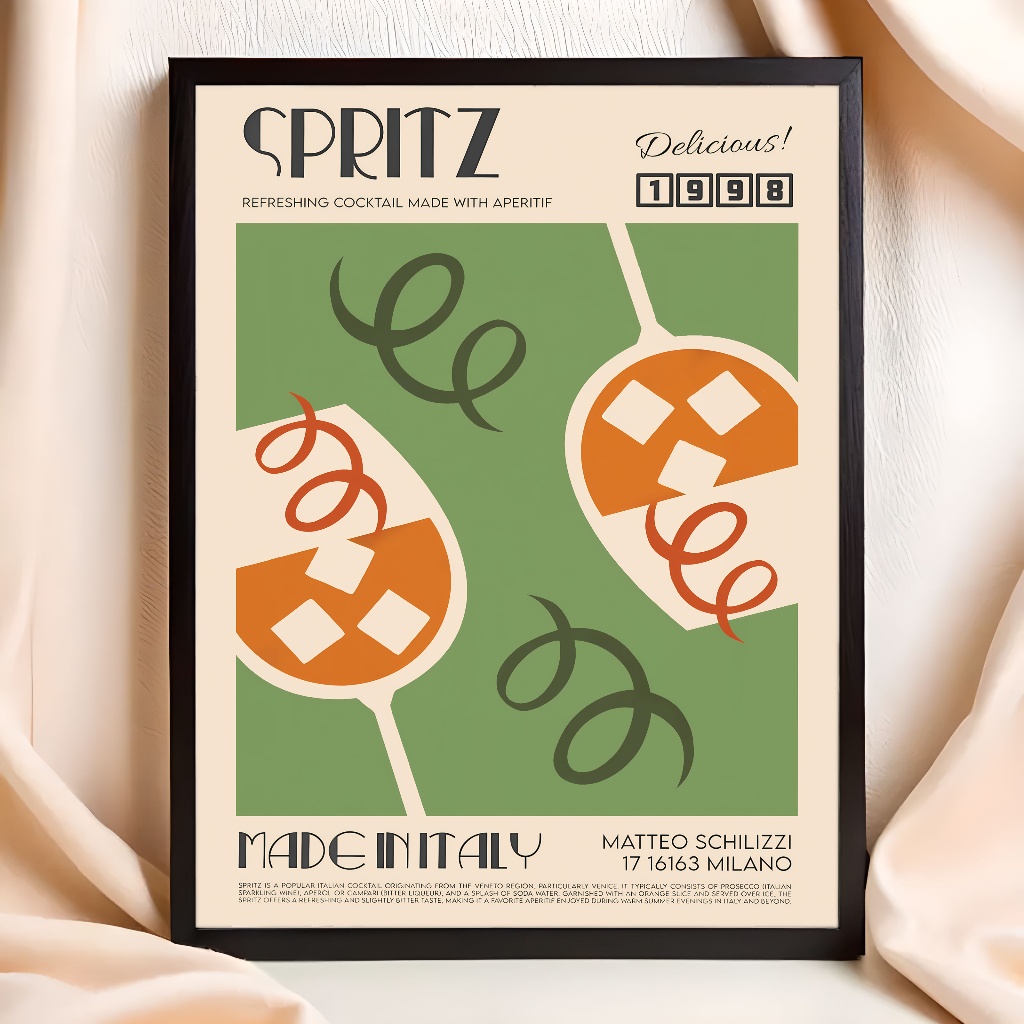 SPRITZ
Delicious!
1998
REFRESHING COCKTAIL MADE WITH APERITIF
MADE IN ITALY
MATTEO SCHILIZZI
17 16163 MILANO
SPRITZ IS A POPULAR ITALIAN COCKTAIL ORIGINATING FROM THE VENETO REGION, PARTICULARLY VENICE. IT TYPICALLY CONSISTS OF PROSECCO (ITALIAN
SPARKLING WINE), APEROL OR CAMPARI (BITTER LIQUEUR), AND A SPLASH OF SODA WATER. GARNISHED WITH AN ORANGE SLICE AND SERVED OVER ICE, THE
SPRITZ OFFERS A REFRESHING AND SLIGHTLY BITTER TASTE, MAKING IT A FAVORITE APERITIF ENJOYED DURING WARM SUMMER EVENINGS IN ITALY AND BEYOND.